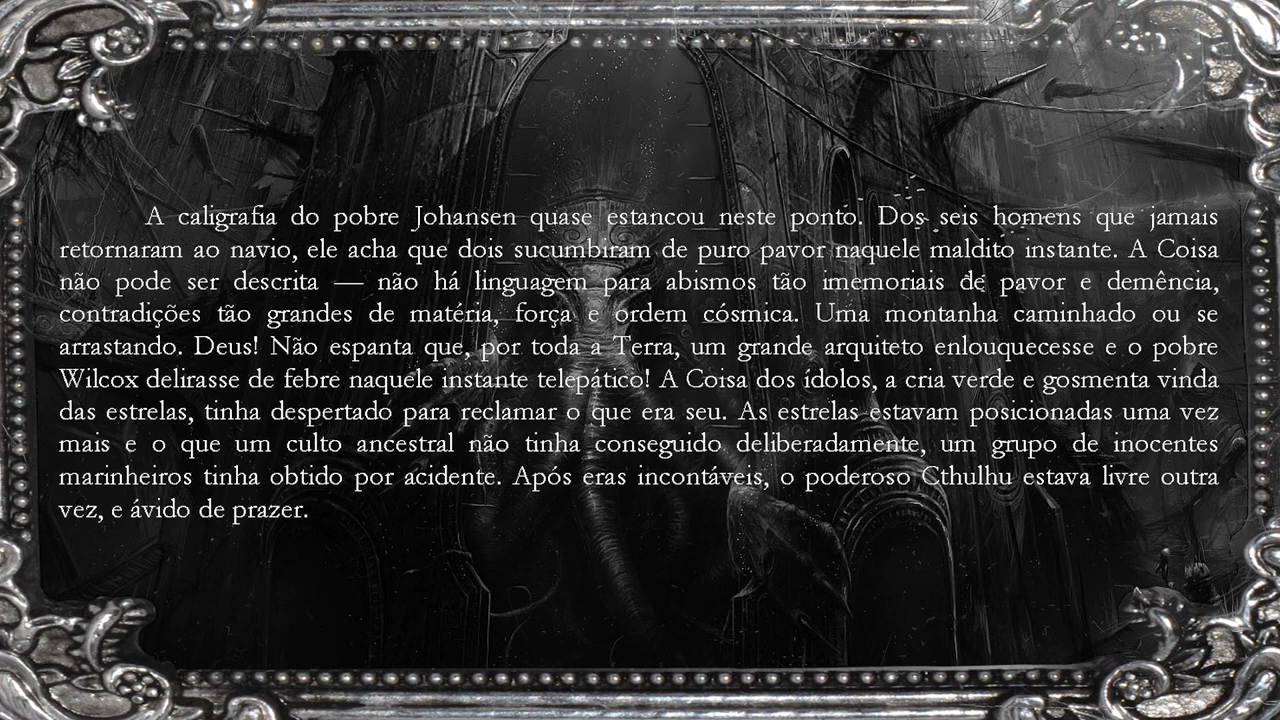 A caligrafia do pobre Johansen quase estancou neste ponto. Dos seis homens que jamais
retornaram ao navio, ele acha que dois sucumbiram de puro pavor naquele maldito instante. A Coisa
não pode ser descrita — não há linguagem para abismos tão imemoriais de pavor e demência,
contradições tão grandes de matéria, força e ordem cósmica. Uma montanha caminhado ou se
arrastando. Deus! Não espanta que, por toda a Terra, um grande arquiteto enlouquecesse e o pobre
Wilcox delirasse de febre naquele instante telepático! A Coisa dos ídolos, a cria verde e gosmenta vinda
das estrelas, tinha despertado para reclamar o que era seu. As estrelas estavam posicionadas uma vez
mais e o que um culto ancestral não tinha conseguido deliberadamente, um grupo de inocentes
marinheiros tinha obtido por acidente. Após eras incontáveis, o poderoso Cthulhu estava livre outra
vez, e ávido de prazer.